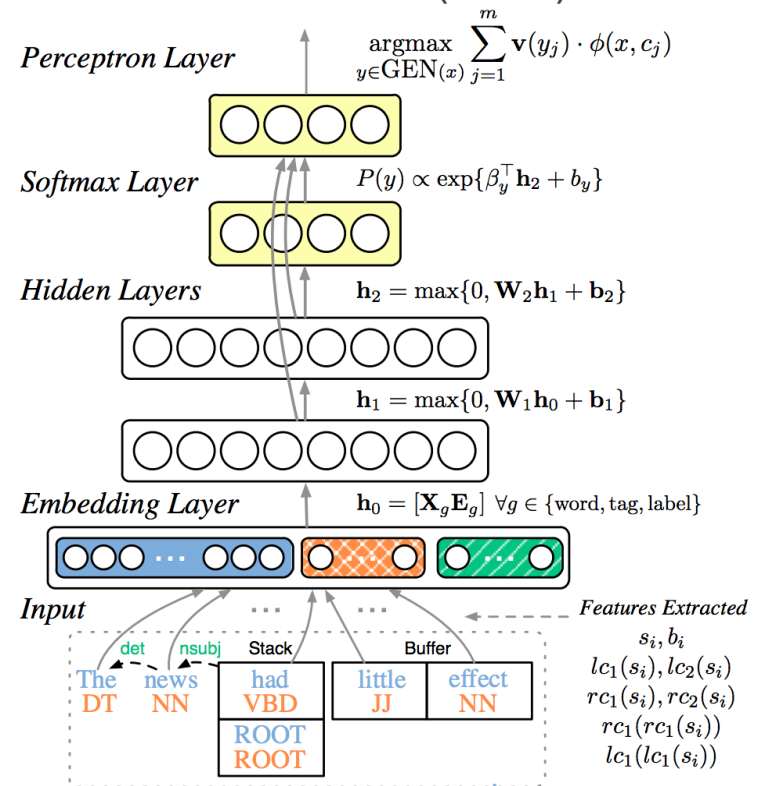 Perceptron Layer
argmax_{y∈GEN(x)} \sum_{j=1}^{m} v(y_j) · ϕ(x, c_j)
Softmax Layer
P(y) ∝ exp{β_y^⊤ h_2 + b_y}
Hidden Layers
h_2 = max{0, W_2 h_1 + b_2}
h_1 = max{0, W_1 h_0 + b_1}
Embedding Layer
h_0 = [X_g E_g] ∀g ∈ {word, tag, label}
... ... ...
Input
... ...
Features Extracted
s_i, b_i
lc_1(s_i), lc_2(s_i)
rc_1(s_i), rc_2(s_i)
rc_1(rc_1(s_i))
lc_1(lc_1(s_i))
det nsubj Stack Buffer
The news had little effect
DT NN VBD JJ NN
ROOT
ROOT